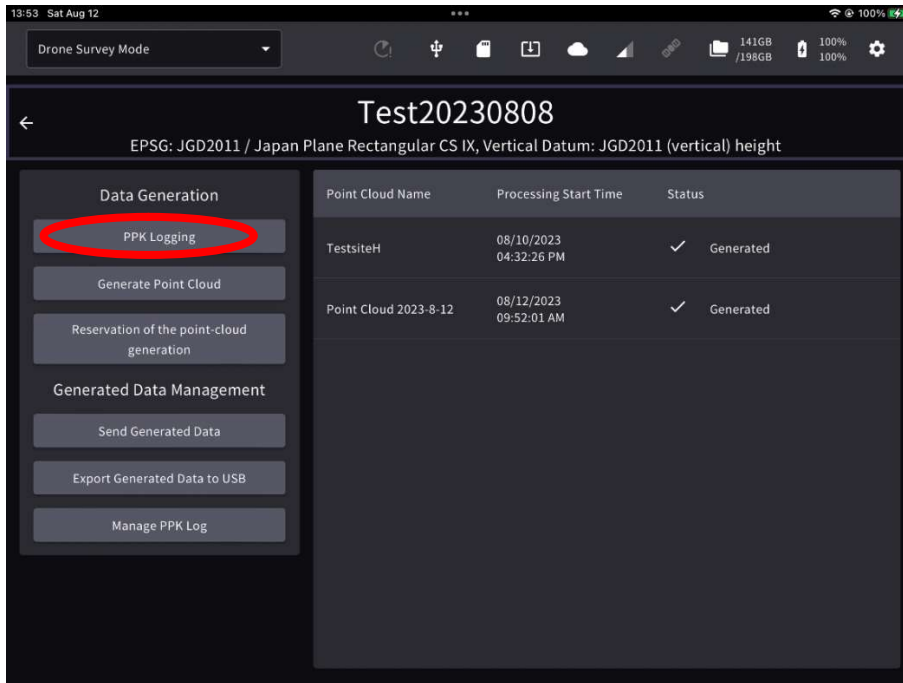 13:53 Sat Aug 12
100%
Drone Survey Mode
141GB
/198GB
100%
100%
Test20230808
EPSG: JGD2011 / Japan Plane Rectangular CS IX, Vertical Datum: JGD2011 (vertical) height
Data Generation
PPK Logging
Generate Point Cloud
Reservation of the point-cloud
generation
Generated Data Management
Send Generated Data
Export Generated Data to USB
Manage PPK Log
Point Cloud Name Processing Start Time Status
TestsiteH
08/10/2023
04:32:26 PM
Generated
Point Cloud 2023-8-12
08/12/2023
09:52:01 AM
Generated